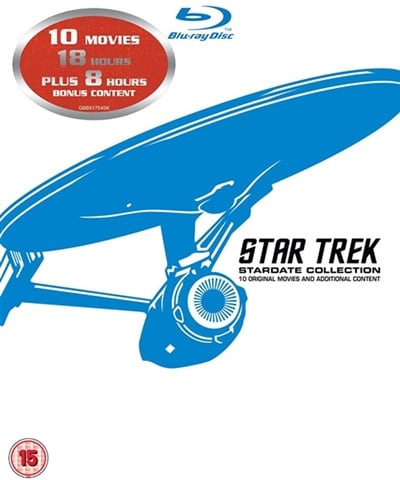 10 MOVIES
18 HOURS
PLUS 8 HOURS
BONUS CONTENT
GBBX1754SK
Blu-ray Disc
STAR TREK
STARDATE COLLECTION
10 ORIGINAL MOVIES AND ADDITIONAL CONTENT
15